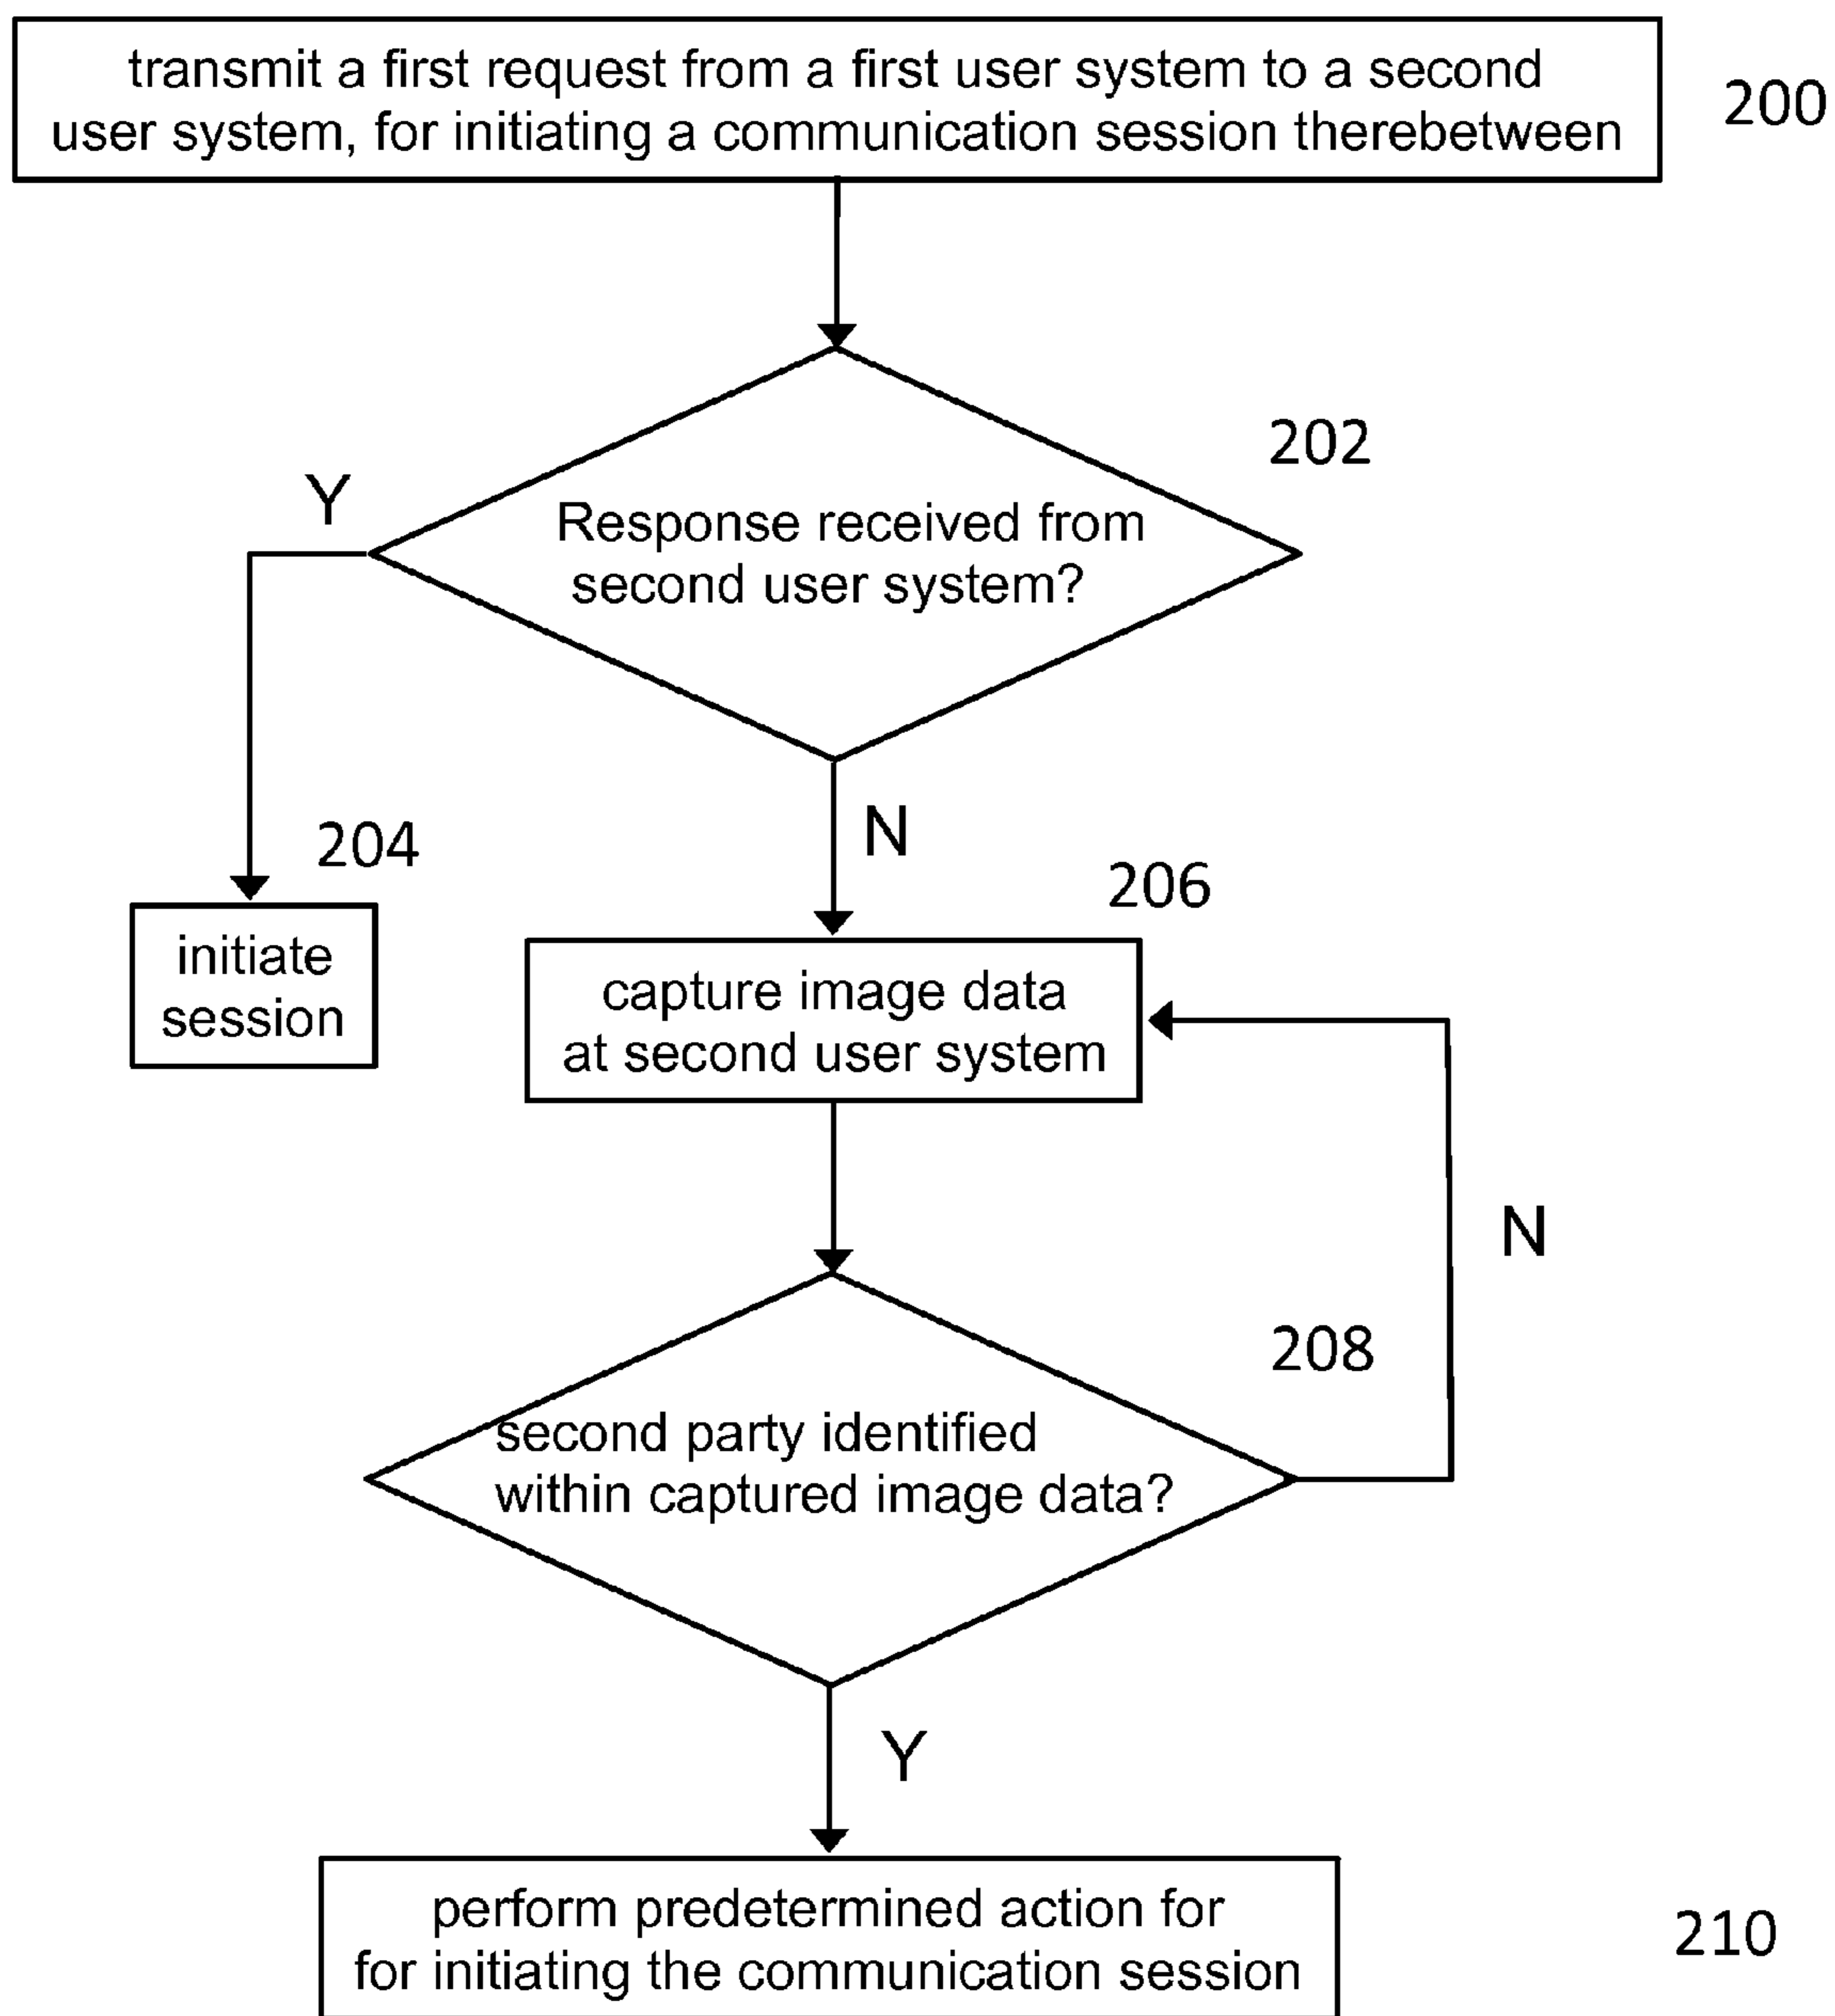 transmit a first request from a first user system to a second
user system, for initiating a communication session therebetween
200
202
Y
Response received from
second user system?
N
204
206
initiate
session
capture image data
at second user system
N
208
second party identified
within captured image data?
Y
perform predetermined action for
for initiating the communication session
210